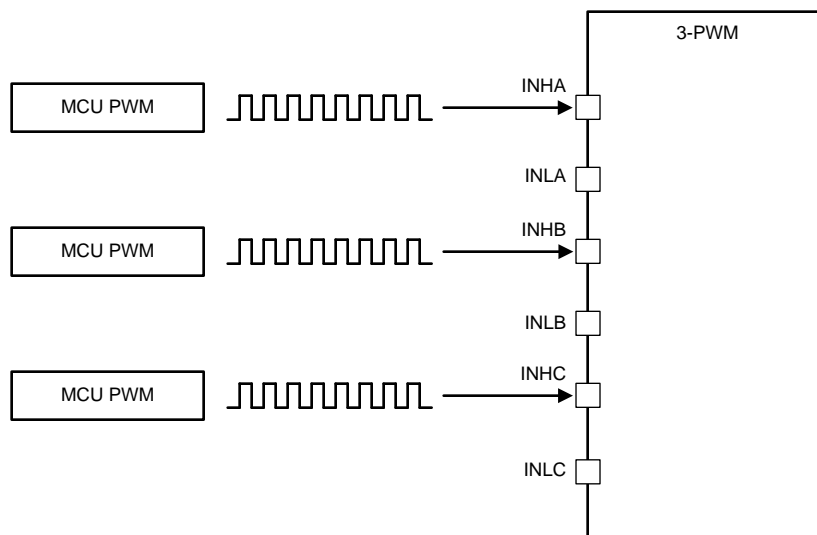 3-PWM
INHA
MCU PWM
INLA
INHB
MCU PWM
INLB
INHC
MCU PWM
INLC